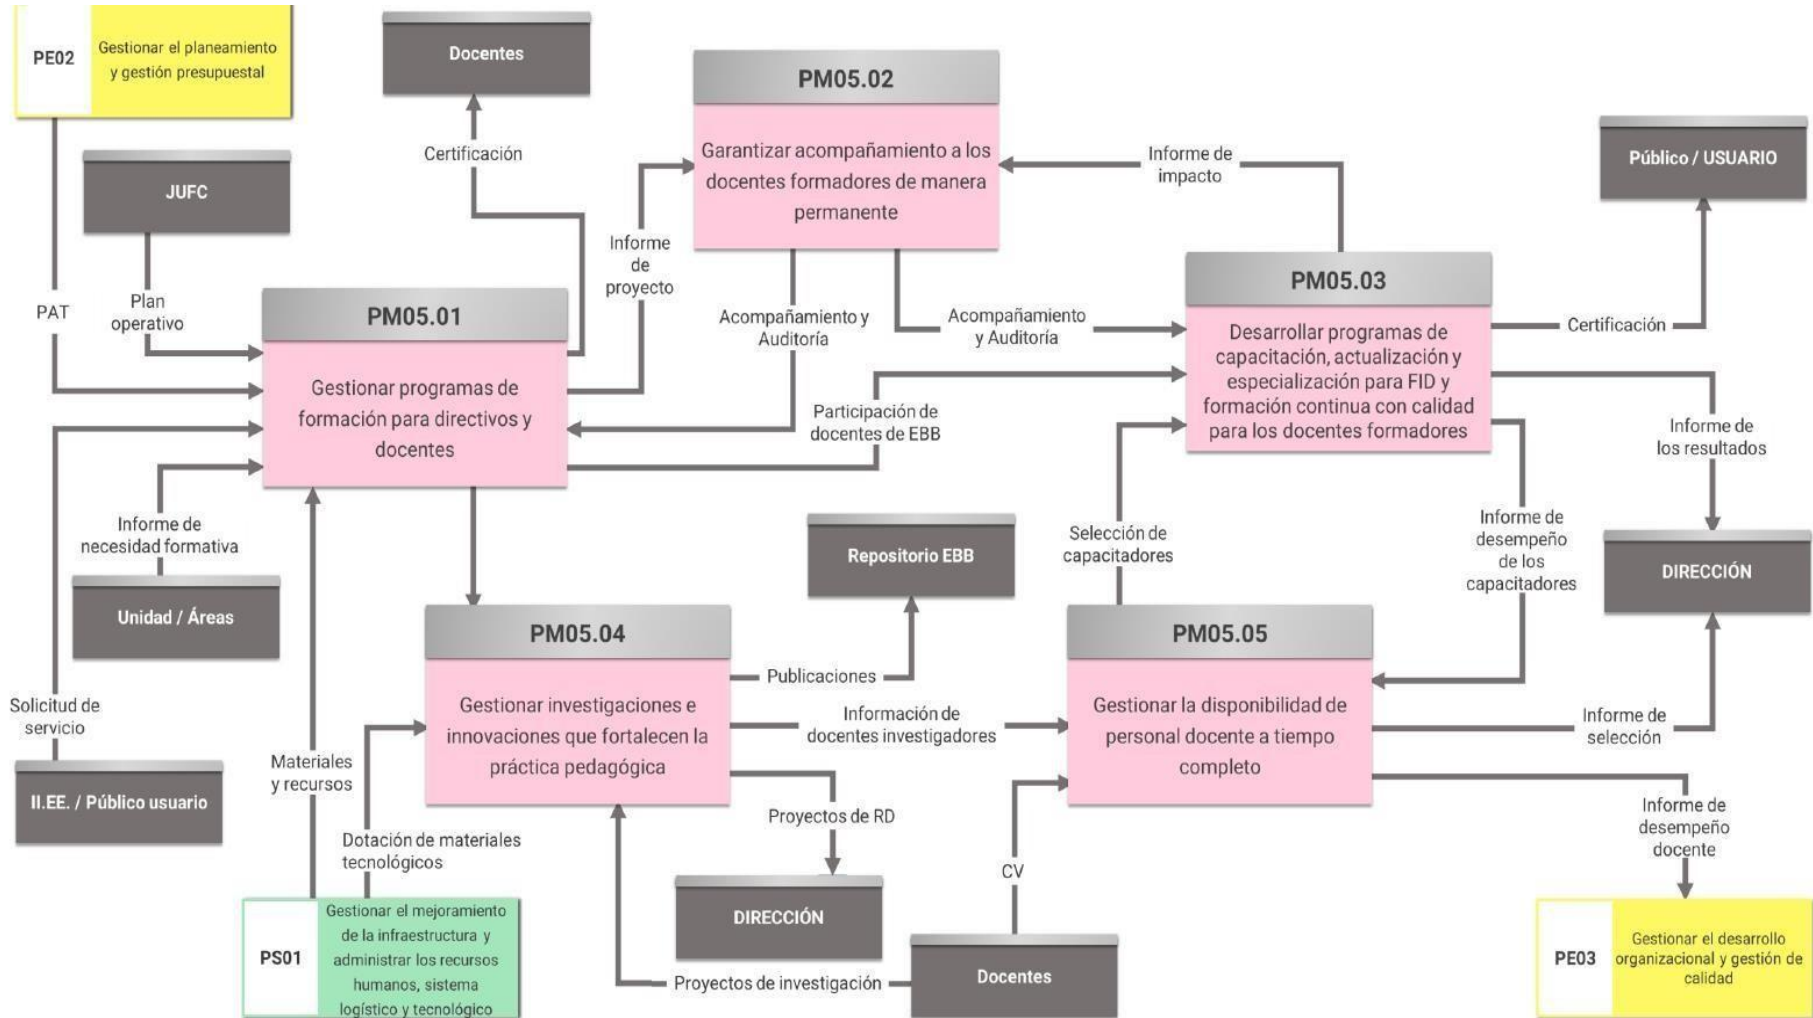 PE02
Gestionar el planeamiento
y gestión presupuestal
Docentes
PM05.02
Garantizar acompañamiento a los
docentes formadores de manera
permanente
Certificación
Informe de
impacto
Público / USUARIO
JUFC
Informe
de
proyecto
PM05.03
Desarrollar programas de
capacitación, actualización y
especialización para FID y
formación continua con calidad
para los docentes formadores
PAT
Plan
operativo
PM05.01
Gestionar programas de
formación para directivos y
docentes
Acompañamiento y
Auditoría
Acompañamiento
y Auditoría
Certificación
Participación de
docentes de EBB
Informe de
los resultados
Informe de
necesidad formativa
Selección de
capacitadores
Informe de
desempeño
de los
capacitadores
Repositorio EBB
DIRECCIÓN
Unidad / Áreas
PM05.04
Gestionar investigaciones e
innovaciones que fortalecen la
práctica pedagógica
PM05.05
Gestionar la disponibilidad de
personal docente a tiempo
completo
Publicaciones
Información de
docentes investigadores
Informe de
selección
Solicitud de
servicio
Materiales
y recursos
II.EE. / Público usuario
Proyectos de RD
Informe de
desempeño
docente
Dotación de materiales
tecnológicos
CV
PS01
Gestionar el mejoramiento
de la infraestructura y
administrar los recursos
humanos, sistema
logístico y tecnológico
DIRECCIÓN
Proyectos de investigación
Docentes
PE03
Gestionar el desarrollo
organizacional y gestión de
calidad